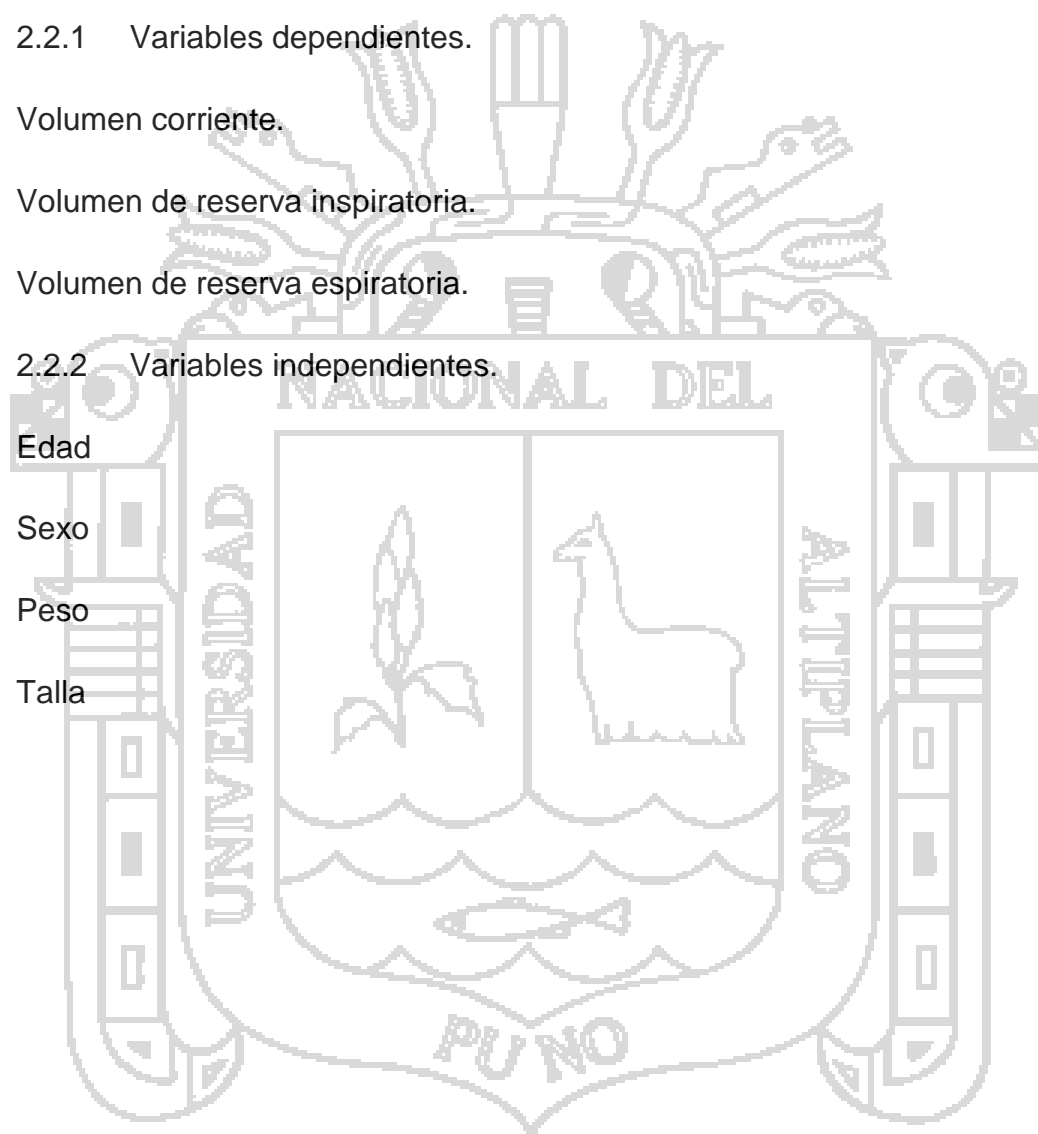 2.2.1 Variables dependientes.
Volumen corriente.
Volumen de reserva inspiratoria.
Volumen de reserva espiratoria.
2.2.2 Variables independientes.
NACIONAL DEL
Edad
Sexo
Peso
Talla
UNIVERSIDAD
ALTIPLANO
PUNO